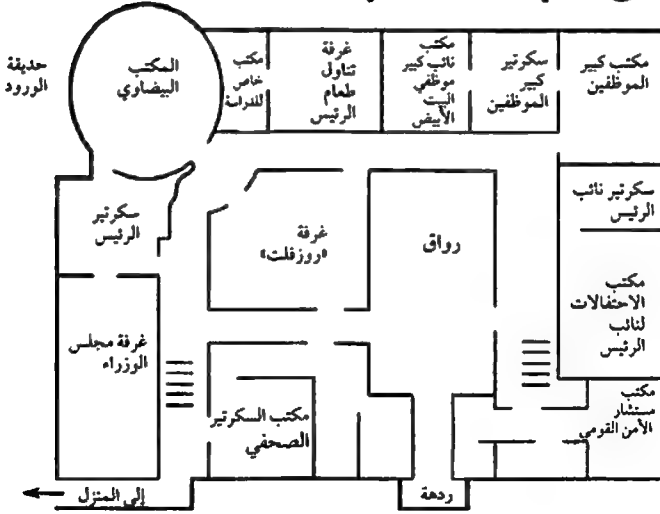 حديقة
الورود
المكتب
البيضاوي
مكتب
خاص
للدراسة
غرفة
تناول
طعام
الرئيس
مكتب
نائب كبير
موظفي
البيت
الأبيض
سكرتير
كبير
الموظفين
مكتب كبير
الموظفين
سكرتير
الرئيس
غرفة
«روزفلت»
رواق
سكرتير نائب
الرئيس
مكتب
الاحتفالات
لنائب
الرئيس
غرفة مجلس
الوزراء
مكتب السكرتير
الصحفي
مكتب
مستشار
الأمن القومي
إلى المنزل
ردهة